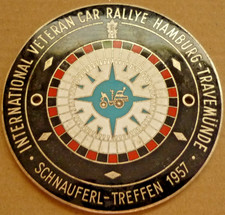 INTERNATIONAL VETERAN CAR RALLYE HAMBURG-TRAVEMÜNDE
SCHNAUFERL-TREFFEN 1957